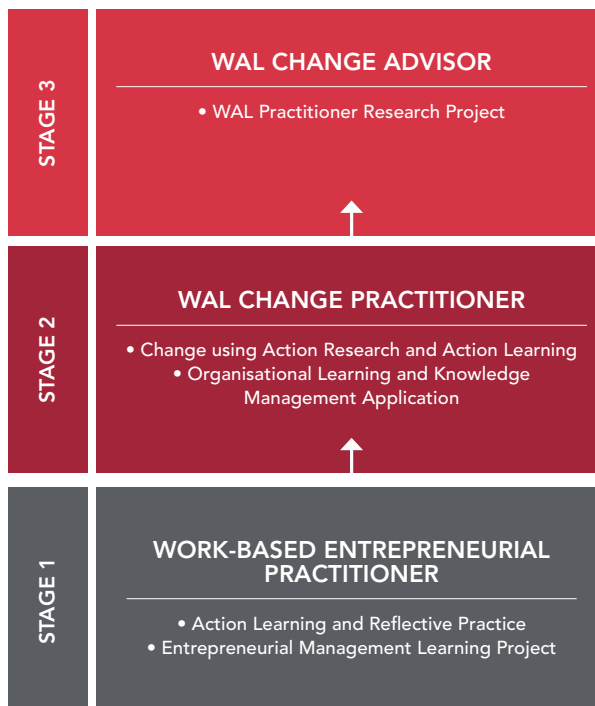 STAGE 3
WAL CHANGE ADVISOR
• WAL Practitioner Research Project
STAGE 2
WAL CHANGE PRACTITIONER
• Change using Action Research and Action Learning
• Organisational Learning and Knowledge
Management Application
STAGE 1
WORK-BASED ENTREPRENEURIAL
PRACTITIONER
• Action Learning and Reflective Practice
• Entrepreneurial Management Learning Project